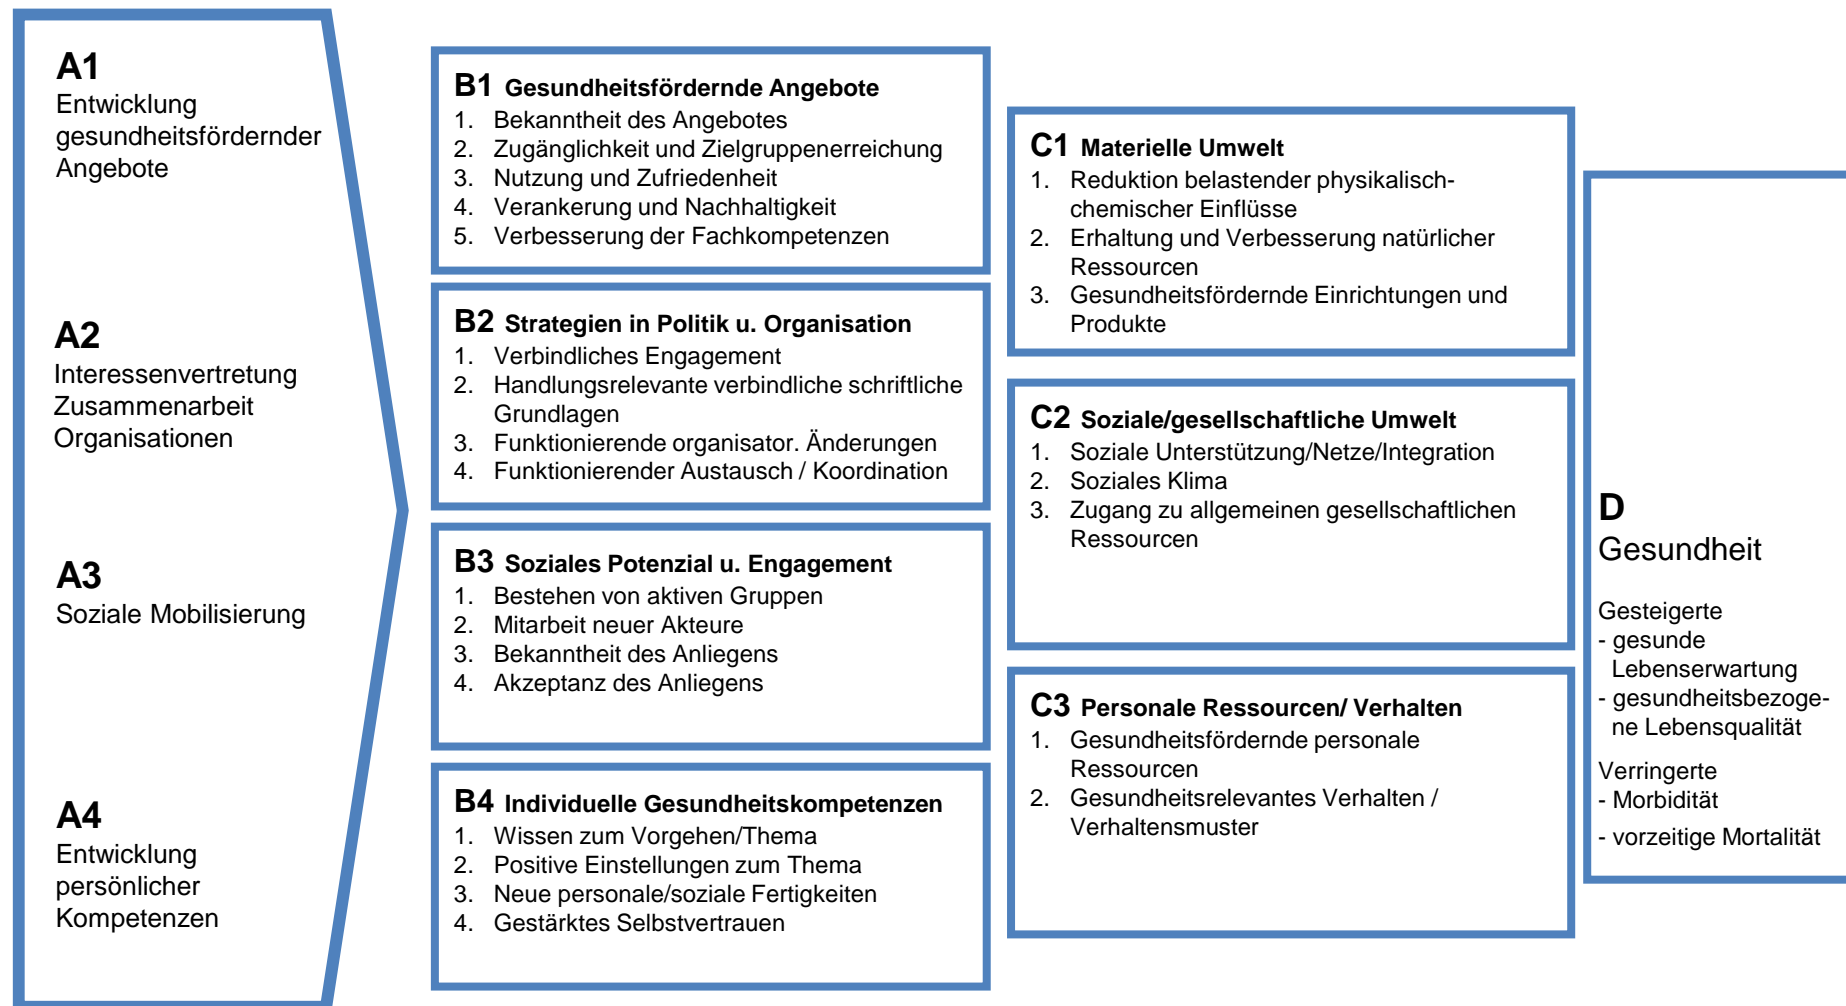 A1
Entwicklung
gesundheitsfördernder
Angebote
A2
Interessenvertretung
Zusammenarbeit
Organisationen
A3
Soziale Mobilisierung
A4
Entwicklung
persönlicher
Kompetenzen
B1 Gesundheitsfördernde Angebote
1. Bekanntheit des Angebotes
2. Zugänglichkeit und Zielgruppenerreichung
3. Nutzung und Zufriedenheit
4. Verankerung und Nachhaltigkeit
5. Verbesserung der Fachkompetenzen
B2 Strategien in Politik u. Organisation
1. Verbindliches Engagement
2. Handlungsrelevante verbindliche schriftliche
Grundlagen
3. Funktionierende organisator. Änderungen
4. Funktionierender Austausch / Koordination
B3 Soziales Potenzial u. Engagement
1. Bestehen von aktiven Gruppen
2. Mitarbeit neuer Akteure
3. Bekanntheit des Anliegens
4. Akzeptanz des Anliegens
B4 Individuelle Gesundheitskompetenzen
1. Wissen zum Vorgehen/Thema
2. Positive Einstellungen zum Thema
3. Neue personale/soziale Fertigkeiten
4. Gestärktes Selbstvertrauen
C1 Materielle Umwelt
1. Reduktion belastender physikalisch-
chemischer Einflüsse
2. Erhaltung und Verbesserung natürlicher
Ressourcen
3. Gesundheitsfördernde Einrichtungen und
Produkte
C2 Soziale/gesellschaftliche Umwelt
1. Soziale Unterstützung/Netze/Integration
2. Soziales Klima
3. Zugang zu allgemeinen gesellschaftlichen
Ressourcen
C3 Personale Ressourcen/ Verhalten
1. Gesundheitsfördernde personale
Ressourcen
2. Gesundheitsrelevantes Verhalten /
Verhaltensmuster
D
Gesundheit
Gesteigerte
- gesunde
Lebenserwartung
- gesundheitsbezoge-
ne Lebensqualität
Verringerte
- Morbidität
- vorzeitige Mortalität